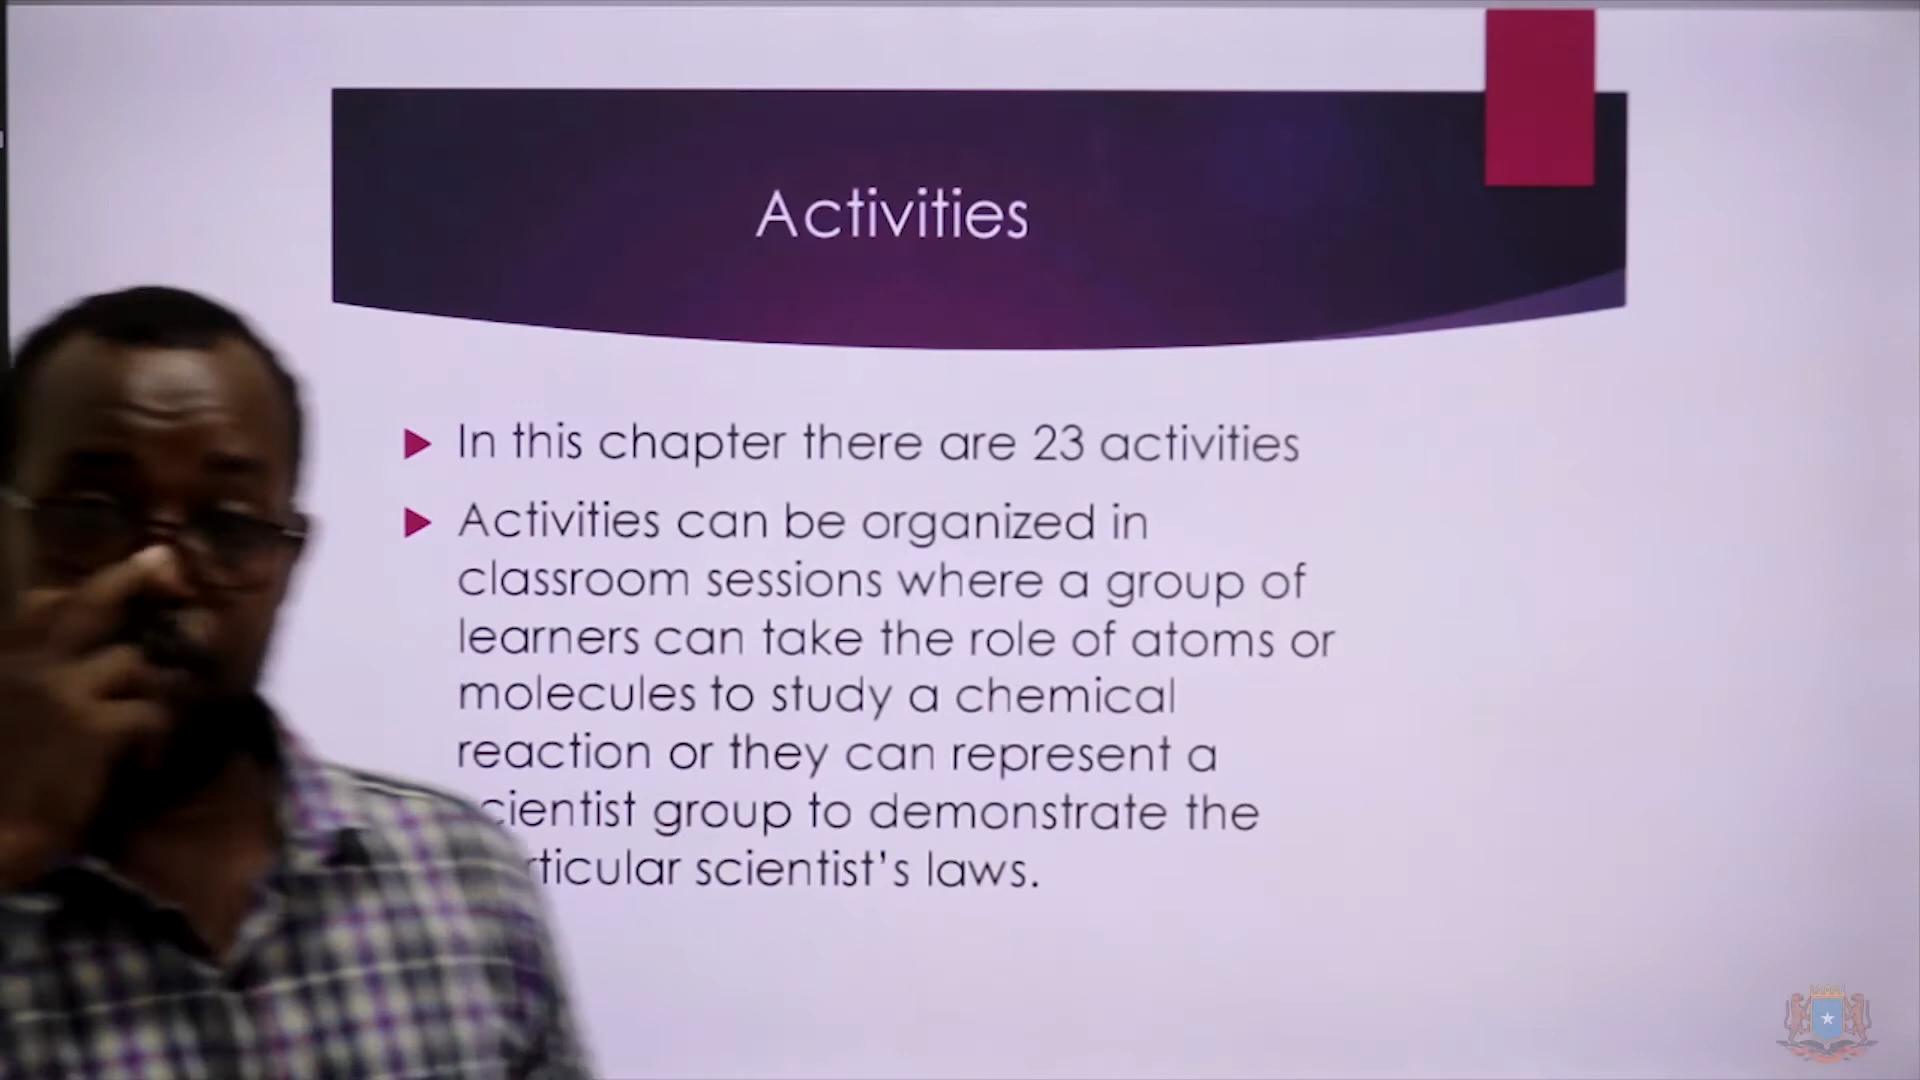 Activities
In this chapter there are 23 activities
Activities can be organized in
classroom sessions where a group of
learners can take the role of atoms or
molecules to study a chemical
reaction or they can represent a
group to demonstrate the
scientist's laws.